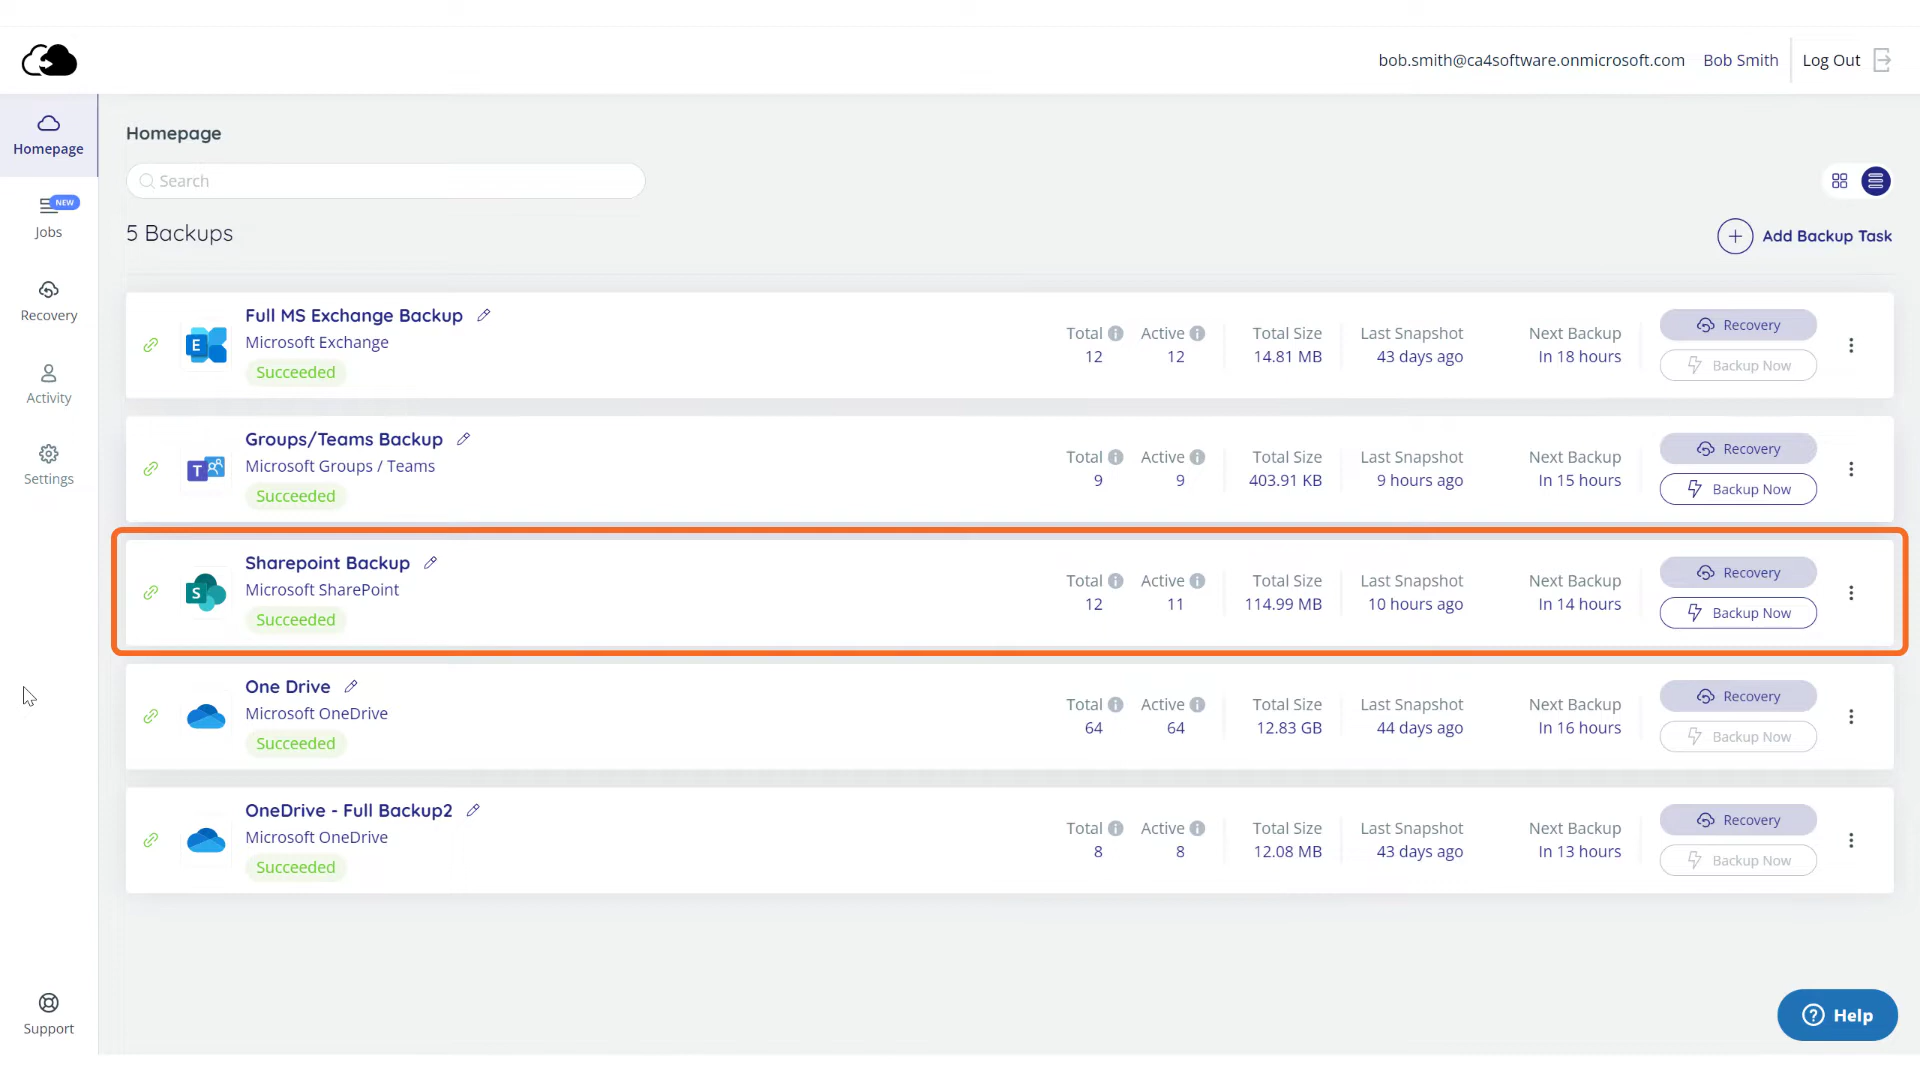 bob.smith@ca4software.onmicrosoft.com Bob Smith Log Out
Homepage
NEW
Jobs
Recovery
Activity
Settings
Support
Homepage
Search
5 Backups
Add Backup Task
Full MS Exchange Backup
Microsoft Exchange
Succeeded
Total Active Total Size Last Snapshot Next Backup
12 12 14.81 MB 43 days ago In 18 hours
Recovery
Backup Now
Groups/Teams Backup
Microsoft Groups / Teams
Succeeded
Total Active Total Size Last Snapshot Next Backup
9 9 403.91 KB 9 hours ago In 15 hours
Recovery
Backup Now
Sharepoint Backup
Microsoft SharePoint
Succeeded
Total Active Total Size Last Snapshot Next Backup
12 11 114.99 MB 10 hours ago In 14 hours
Recovery
Backup Now
One Drive
Microsoft OneDrive
Succeeded
Total Active Total Size Last Snapshot Next Backup
64 64 12.83 GB 44 days ago In 16 hours
Recovery
Backup Now
OneDrive - Full Backup2
Microsoft OneDrive
Succeeded
Total Active Total Size Last Snapshot Next Backup
8 8 12.08 MB 43 days ago In 13 hours
Recovery
Backup Now
Help